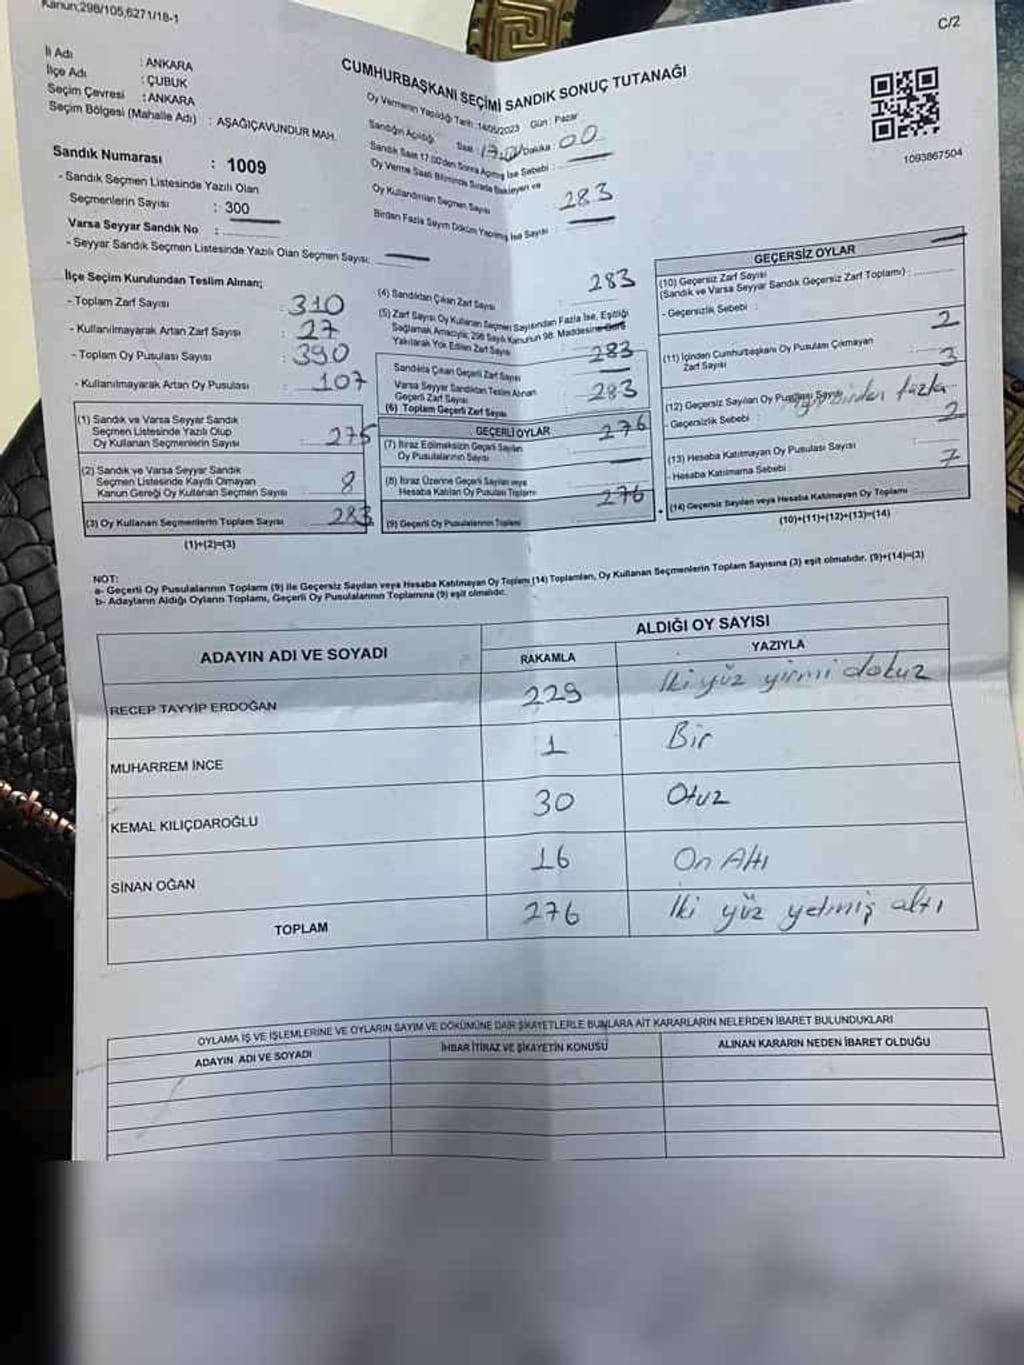 Kanun;298/105,6271/18-1
C/2
İl Adı : ANKARA
İlçe Adı : ÇUBUK
Seçim Çevresi : ANKARA
Seçim Bölgesi (Mahalle Adı) : AŞAĞIÇAVUNDUR MAH.
Sandık Numarası : 1009
- Sandık Seçmen Listesinde Yazılı Olan
Seçmenlerin Sayısı : 300
Varsa Seyyar Sandık No :
- Seyyar Sandık Seçmen Listesinde Yazılı Olan Seçmen Sayısı:
CUMHURBAŞKANI SEÇİMİ SANDIK SONUÇ TUTANAĞI
Oy Vermenin Yapıldığı Tarih :14/05/2023 Gün : Pazar
Sandığın Açıldığı Saat : Dakika : 00
Sandık Saat 17:00'den Sonra Açılmış İse Sebebi :
Oy Verme Saati Bitiminde Sırada Bekleyen ve
Oy Kullandırılan Seçmen Sayısı 283
Birden Fazla Sayım Döküm Yapılmış İse Sayısı :
1093867504
İlçe Seçim Kurulundan Teslim Alınan;
- Toplam Zarf Sayısı : 310
- Kullanılmayarak Artan Zarf Sayısı : 27
- Toplam Oy Pusulası Sayısı : 390
- Kullanılmayarak Artan Oy Pusulası : 107
(1) Sandık ve Varsa Seyyar Sandık
Seçmen Listesinde Yazılı Olup
Oy Kullanan Seçmenlerin Sayısı : 275
(2) Sandık ve Varsa Seyyar Sandık
Seçmen Listesinde Kayıtlı Olmayan
Kanun Gereği Oy Kullanan Seçmen Sayısı : 8
(3) Oy Kullanan Seçmenlerin Toplam Sayısı : 283
(1)+(2)=(3)
(4) Sandıktan Çıkan Zarf Sayısı 283
(5) Zarf Sayısı Oy Kullanan Seçmen Sayısından Fazla İse, Eşitliği
Sağlamak Amacıyla; 298 Sayılı Kanunun 98. Maddesine Göre
Yakılarak Yok Edilen Zarf Sayısı
Sandıkta Çıkan Geçerli Zarf Sayısı 283
Varsa Seyyar Sandıktan Teslim Alınan
Geçerli Zarf Sayısı
(6) Toplam Geçerli Zarf Sayısı 283
GEÇERLİ OYLAR
(7) İtiraz Edilmeksizin Geçerli Sayılan
Oy Pusulalarının Sayısı 276
(8) İtiraz Üzerine Geçerli Sayılan veya
Hesaba Katılan Oy Pusulası Toplamı
(9) Geçerli Oy Pusulalarının Toplamı 276
GEÇERSİZ OYLAR
(10) Geçersiz Zarf Sayısı
(Sandık ve Varsa Seyyar Sandık Geçersiz Zarf Toplamı) :
- Geçersizlik Sebebi :
(11) İçinden Cumhurbaşkanı Oy Pusulası Çıkmayan
Zarf Sayısı 2
(12) Geçersiz Sayılan Oy Pusulası Sayısı 3
- Geçersizlik Sebebi : Birden fazla
(13) Hesaba Katılmayan Oy Pusulası Sayısı 2
- Hesaba Katılmama Sebebi :
(14) Geçersiz Sayılan veya Hesaba Katılmayan Oy Toplamı 7
(10)+(11)+(12)+(13)=(14)
NOT:
a- Geçerli Oy Pusulalarının Toplamı (9) ile Geçersiz Sayılan veya Hesaba Katılmayan Oy Toplamı (14) Toplamları, Oy Kullanan Seçmenlerin Toplam Sayısına (3) eşit olmalıdır. (9)+(14)=(3)
b- Adayların Aldığı Oyların Toplamı, Geçerli Oy Pusulalarının Toplamına (9) eşit olmalıdır.
ADAYIN ADI VE SOYADI
ALDIĞI OY SAYISI
RAKAMLA YAZIYLA
RECEP TAYYİP ERDOĞAN 229 İki yüz yirmi dokuz
MUHARREM İNCE 1 Bir
KEMAL KILIÇDAROĞLU 30 Otuz
SİNAN OĞAN 16 On Altı
TOPLAM 276 İki yüz yetmiş altı
OYLAMA İŞ VE İŞLEMLERİNE VE OYLARIN SAYIM VE DÖKÜMÜNE DAİR ŞİKAYETLERLE BUNLARA AİT KARARLARIN NELERDEN İBARET BULUNDUKLARI
ADAYIN ADI VE SOYADI İHBAR İTİRAZ VE ŞİKAYETİN KONUSU ALINAN KARARIN NEDEN İBARET OLDUĞU